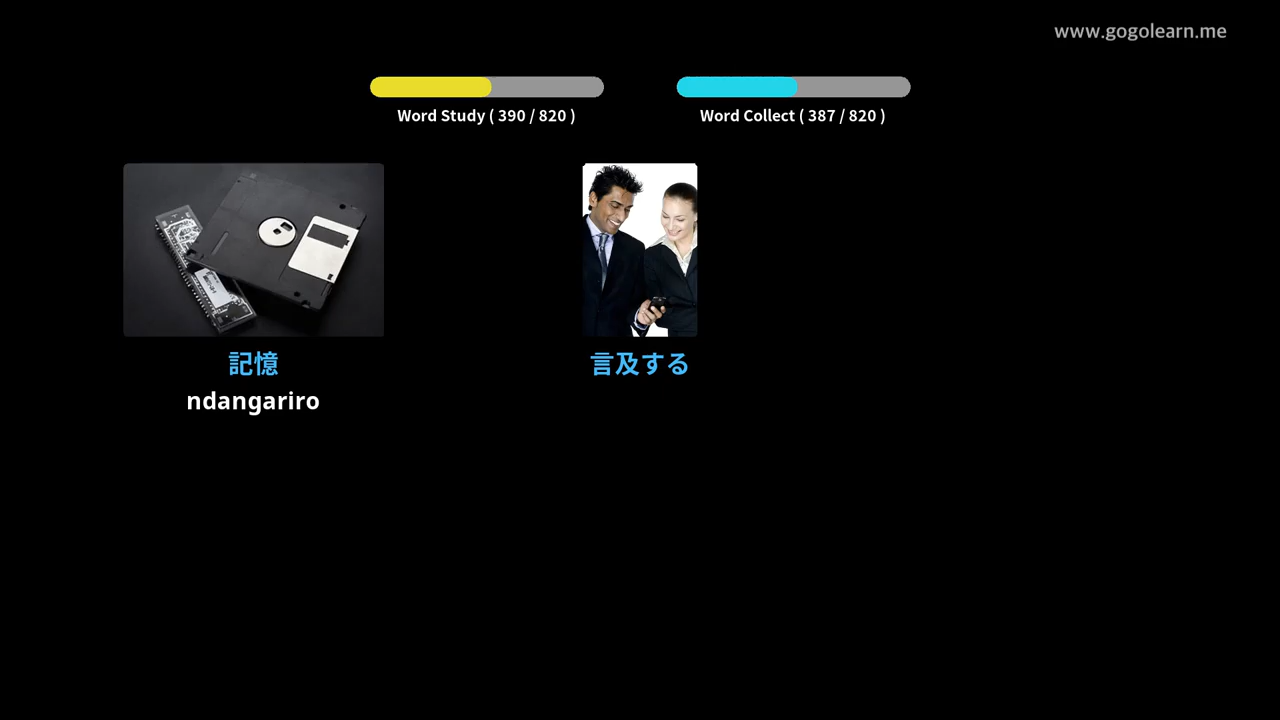 www.gogolearn.me
Word Study ( 390 / 820 )
Word Collect ( 387 / 820 )
記憶
ndangariro
言及する